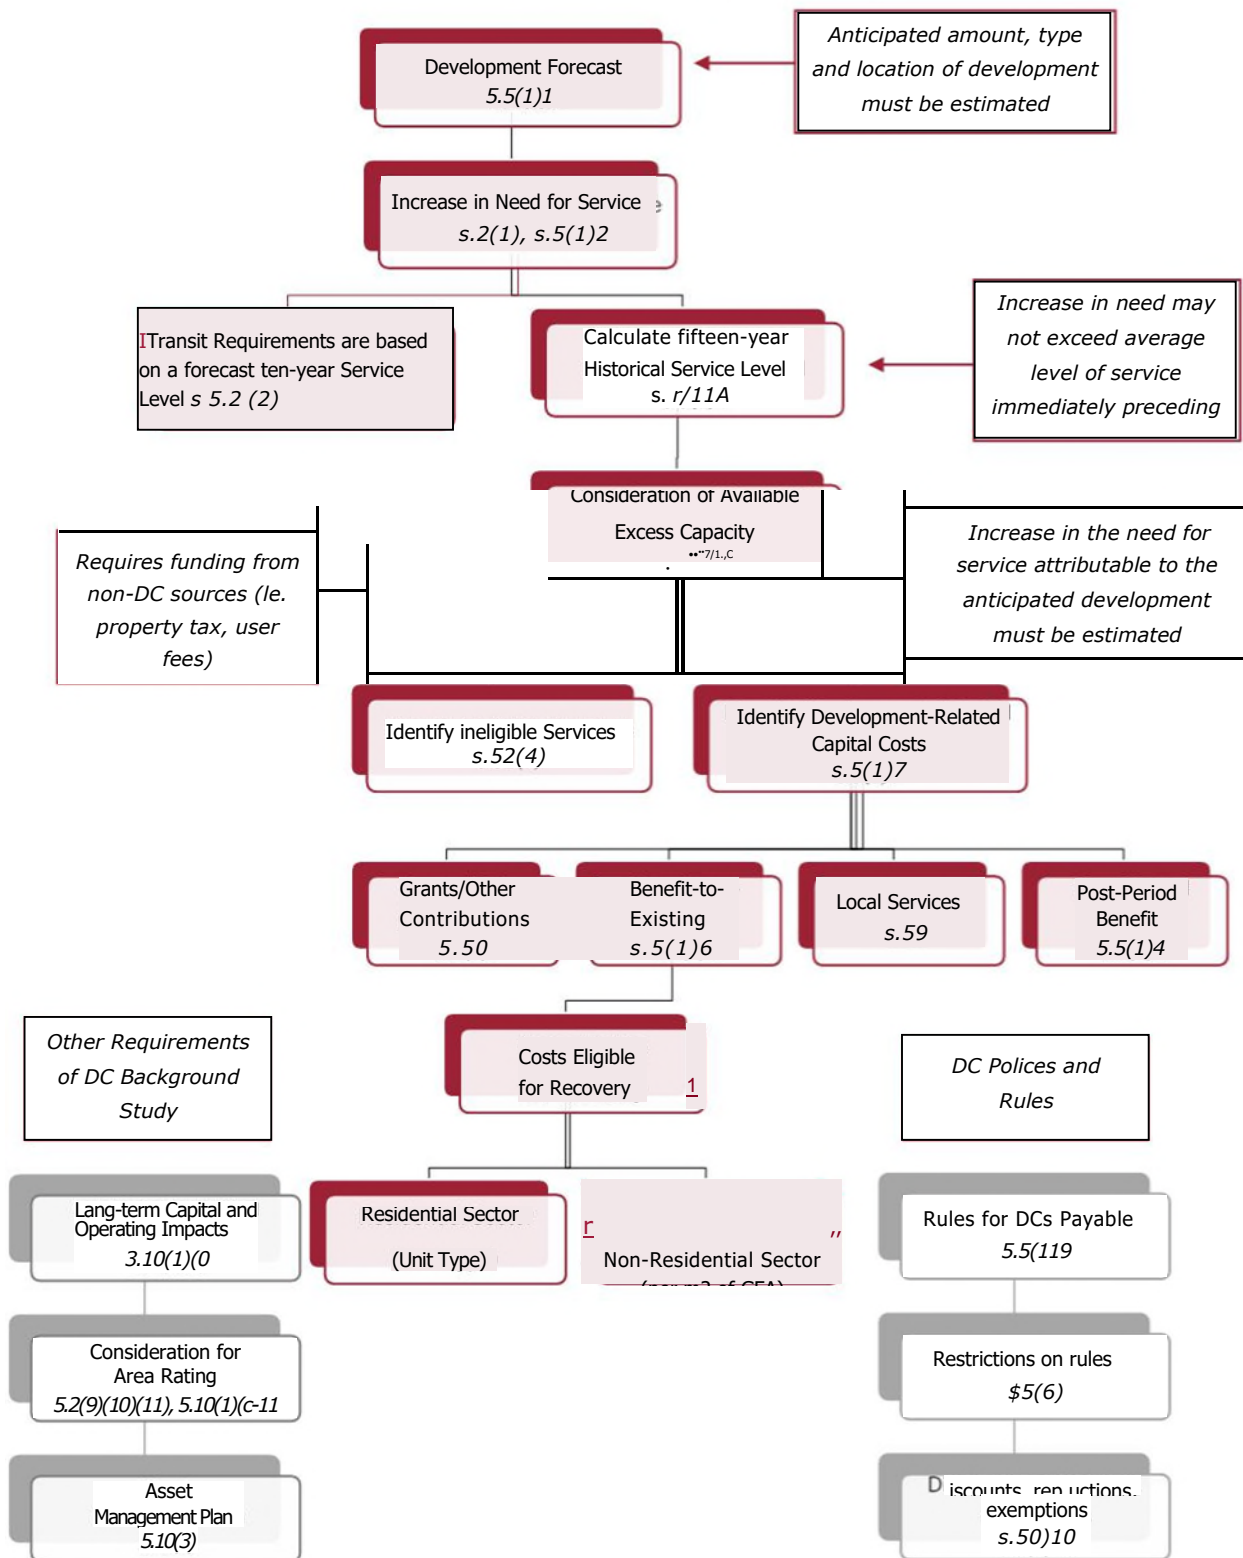 Development Forecast
5.5(1)1
Anticipated amount, type
and location of development
must be estimated
Increase in Need for Service
s.2(1), s.5(1)2
ITransit Requirements are based
on a forecast ten-year Service
Level s 5.2 (2)
Calculate fifteen-year
Historical Service Level
s. r/11A
Increase in need may
not exceed average
level of service
immediately preceding
Consideration of Available
Excess Capacity
Requires funding from
non-DC sources (le.
property tax, user
fees)
Increase in the need for
service attributable to the
anticipated development
must be estimated
Identify ineligible Services
s.52(4)
Identify Development-Related
Capital Costs
s.5(1)7
Grants/Other
Contributions
5.50
Benefit-to-
Existing
s.5(1)6
Local Services
s.59
Post-Period
Benefit
5.5(1)4
Other Requirements
of DC Background
Study
Costs Eligible
for Recovery 1
DC Polices and
Rules
Lang-term Capital and
Operating Impacts
3.10(1)(0
Residential Sector
(Unit Type)
r ,,
Non-Residential Sector
Rules for DCs Payable
5.5(119
Consideration for
Area Rating
5.2(9)(10)(11), 5.10(1)(c-11
Restrictions on rules
$5(6)
Asset
Management Plan
5.10(3)
D iscounts, rep uctions,
exemptions
s.50)10